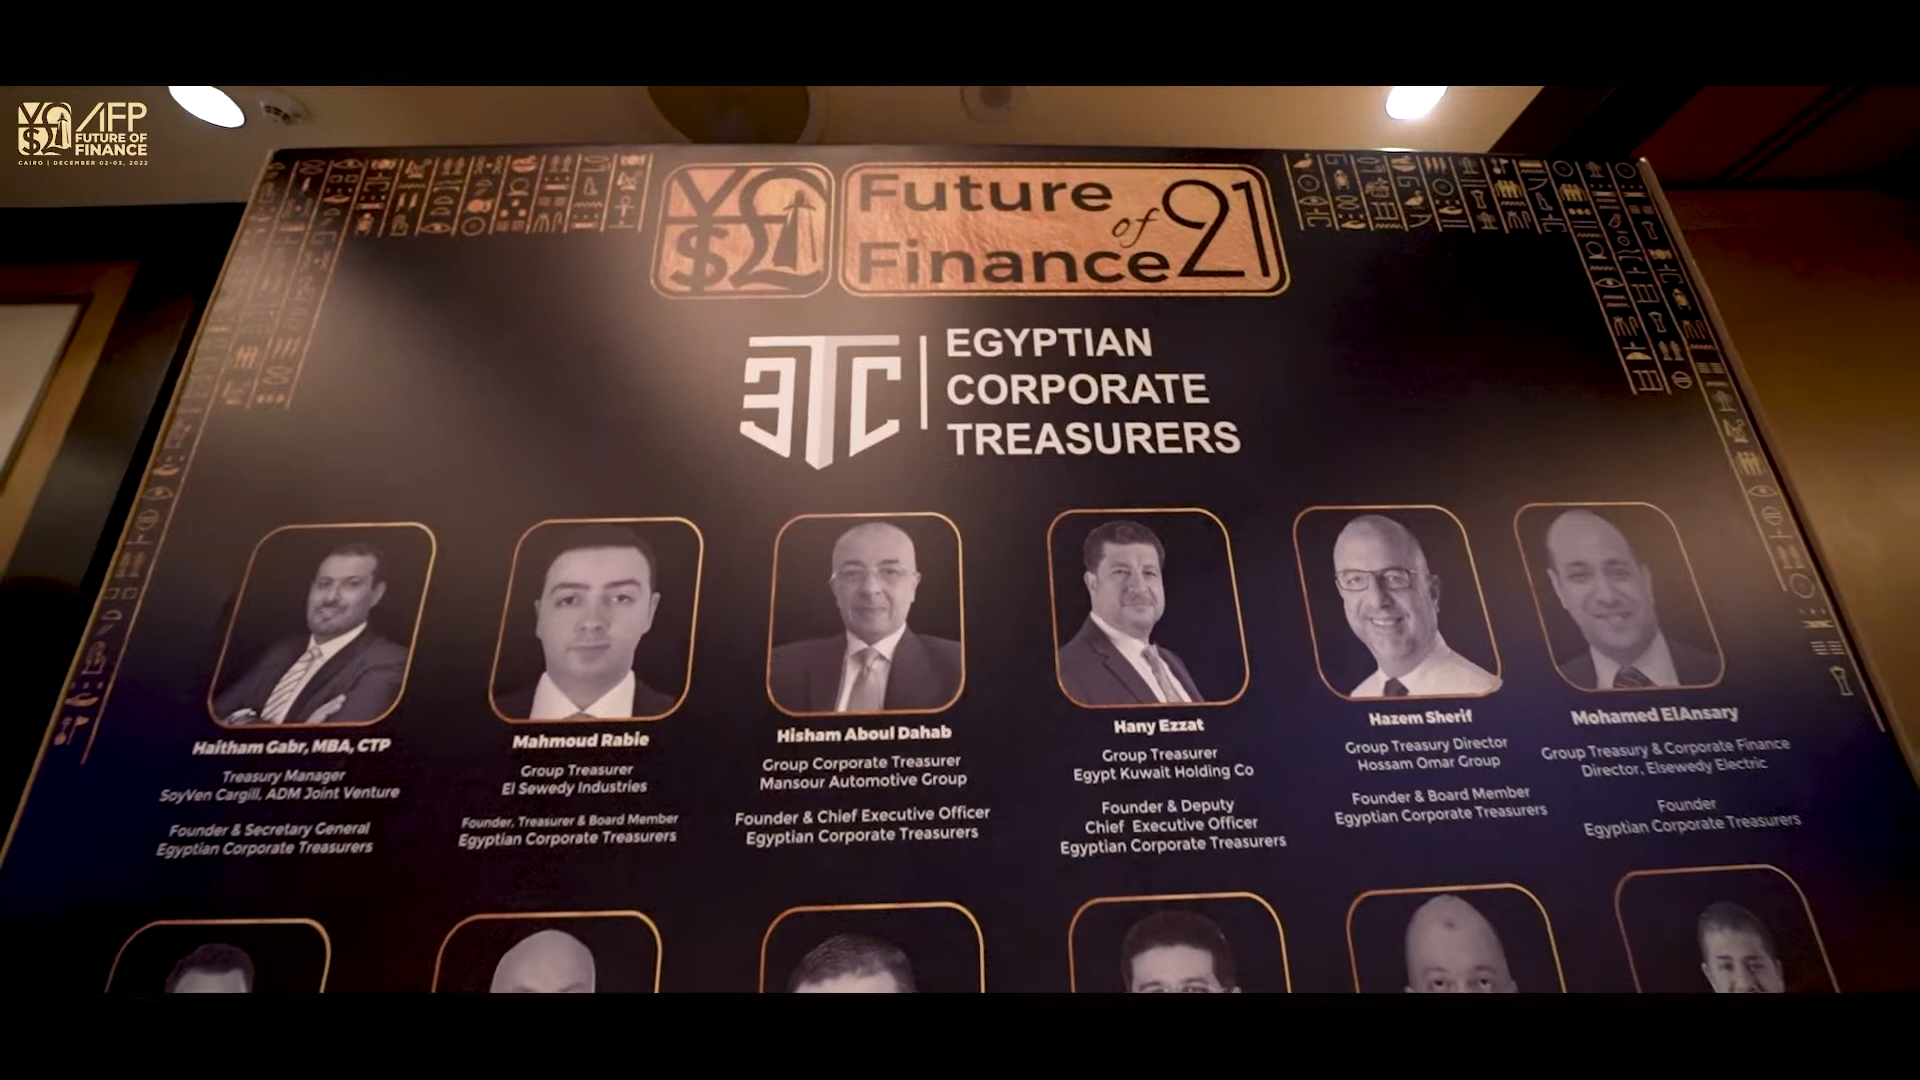 AFP
FUTURE OF
FINANCE
CAIRO | DECEMBER 02-03, 2022
Future
of 21
Finance
ETC
EGYPTIAN
CORPORATE
TREASURERS
Haitham Gabr, MBA, CTP
Treasury Manager
SoyVen Cargill, ADM Joint Venture
Founder & Secretary General
Egyptian Corporate Treasurers
Mahmoud Rabie
Group Treasurer
El Sewedy Industries
Founder, Treasurer & Board Member
Egyptian Corporate Treasurers
Hisham Aboul Dahab
Group Corporate Treasurer
Mansour Automotive Group
Founder & Chief Executive Officer
Egyptian Corporate Treasurers
Hany Ezzat
Group Treasurer
Egypt Kuwait Holding Co
Founder & Deputy
Chief Executive Officer
Egyptian Corporate Treasurers
Hazem Sherif
Group Treasury Director
Hossam Omar Group
Founder & Board Member
Egyptian Corporate Treasurers
Mohamed ElAnsary
Group Treasury & Corporate Finance
Director, Elsewedy Electric
Founder
Egyptian Corporate Treasurers